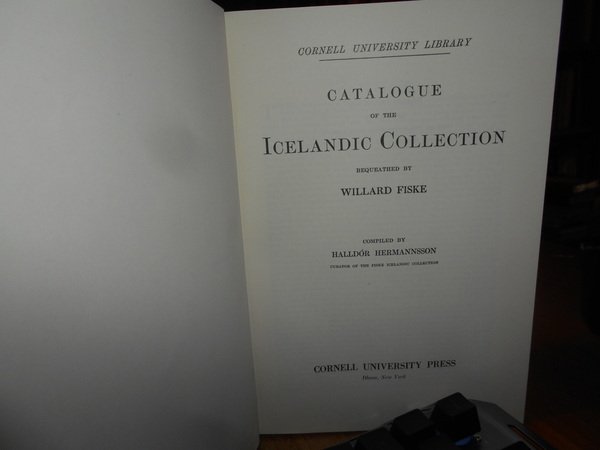 CORNELL UNIVERSITY LIBRARY
CATALOGUE
OF THE
ICELANDIC COLLECTION
BEQUEATHED BY
WILLARD FISKE
COMPILED BY
HALLDÓR HERMANNSSON
CURATOR OF THE FISKE ICELANDIC COLLECTION
CORNELL UNIVERSITY PRESS
Ithaca, New York